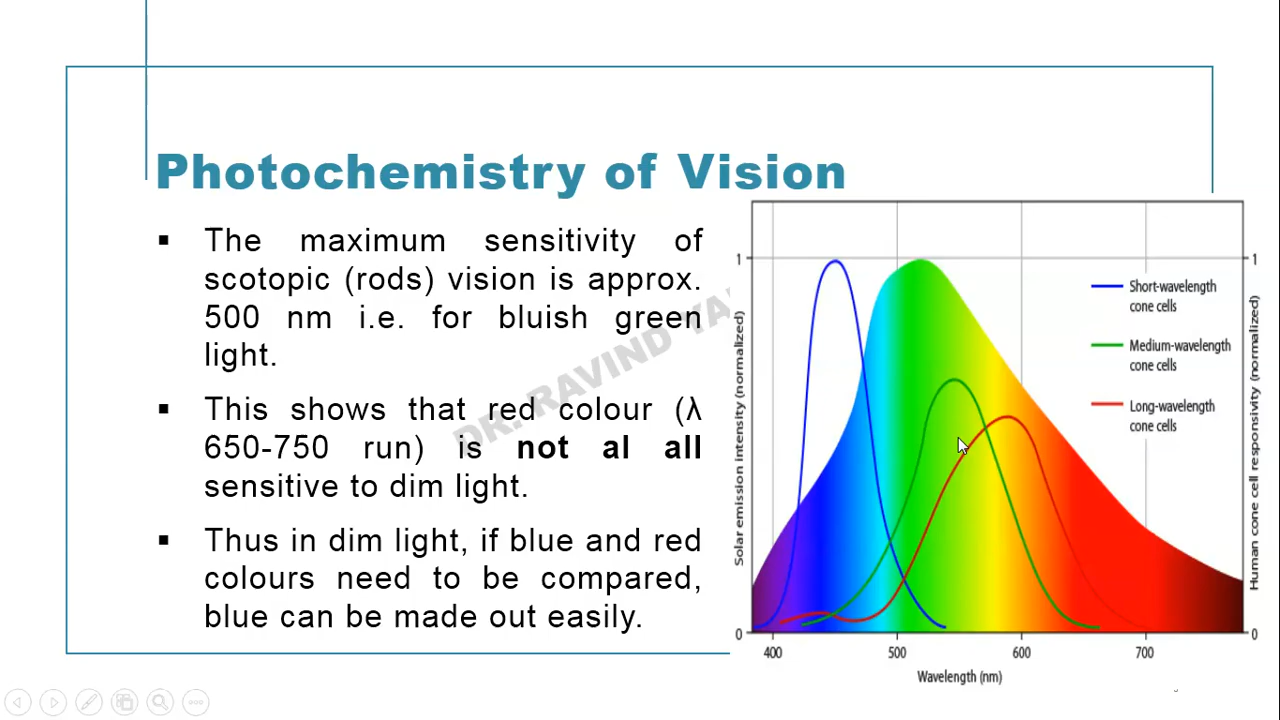 Photochemistry of Vision
▪ The maximum sensitivity of
scotopic (rods) vision is approx.
500 nm i.e. for bluish green
light.
▪ This shows that red colour (λ
650-750 run) is not al all
sensitive to dim light.
▪ Thus in dim light, if blue and red
colours need to be compared,
blue can be made out easily.
DR. RAVIND YA
Solar emission intensity (normalized)
1
0
Short-wavelength
cone cells
Medium-wavelength
cone cells
Long-wavelength
cone cells
1
0
Human cone cell responsivity (normalized)
400 500 600 700
Wavelength (nm)